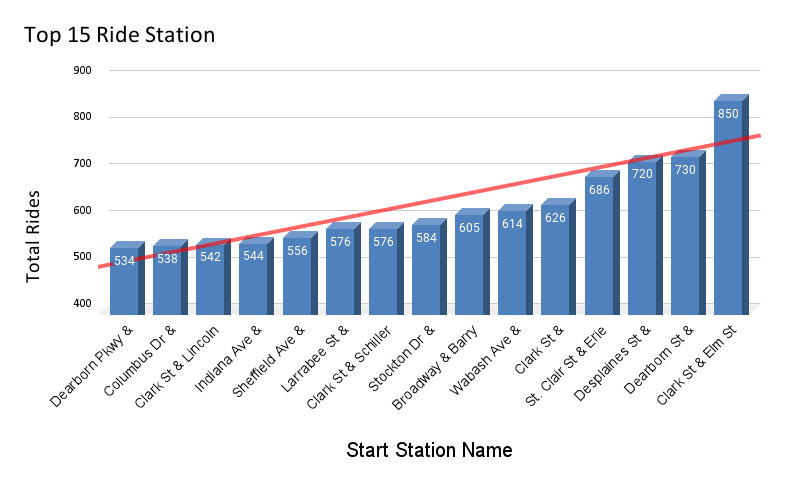 Top 15 Ride Station
Total Rides
900
800
700
600
500
400
534
538
542
544
556
576
576
584
605
614
626
686
720
730
850
Dearborn Pkwy &
Columbus Dr &
Clark St & Lincoln
Indiana Ave &
Sheffield Ave &
Larrabee St &
Clark St & Schiller
Stockton Dr &
Broadway & Barry
Wabash Ave &
Clark St &
St. Clair St & Erie
Desplaines St &
Dearborn St &
Clark St & Elm St
Start Station Name